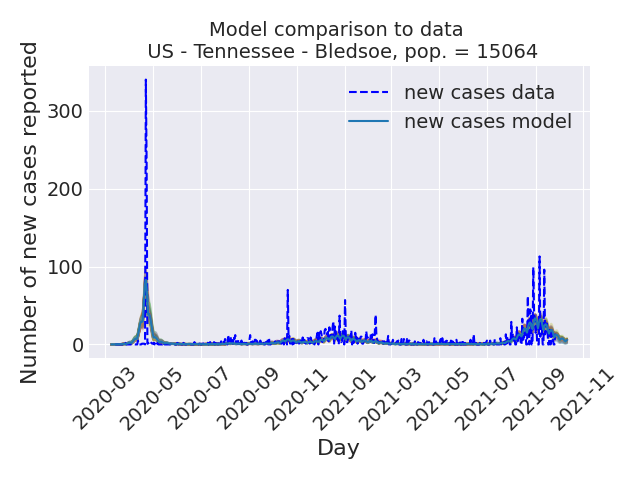 Model comparison to data
US - Tennessee - Bledsoe, pop. = 15064
Number of new cases reported
300
200
100
0
new cases data
new cases model
2020-03
2020-05
2020-07
2020-09
2020-11
2021-01
2021-03
2021-05
2021-07
2021-09
2021-11
Day